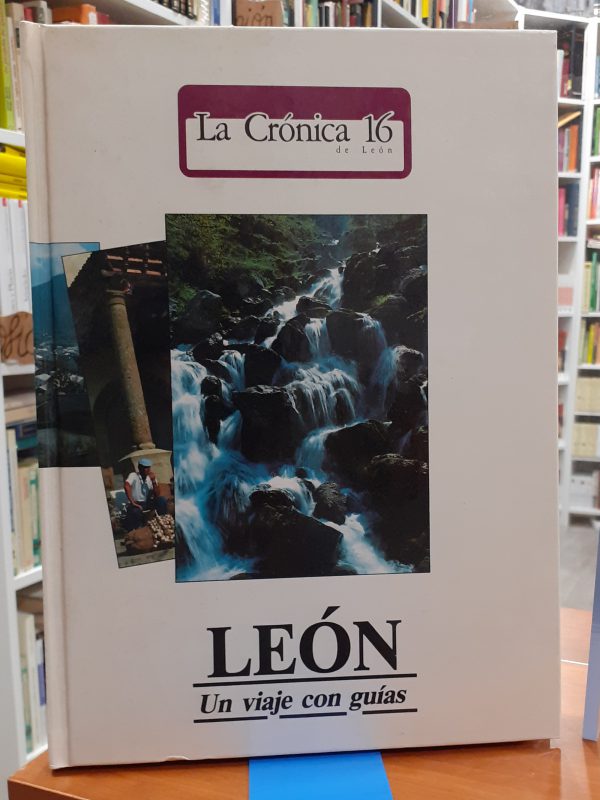 La Crónica 16
de León
LEÓN
Un viaje con guías